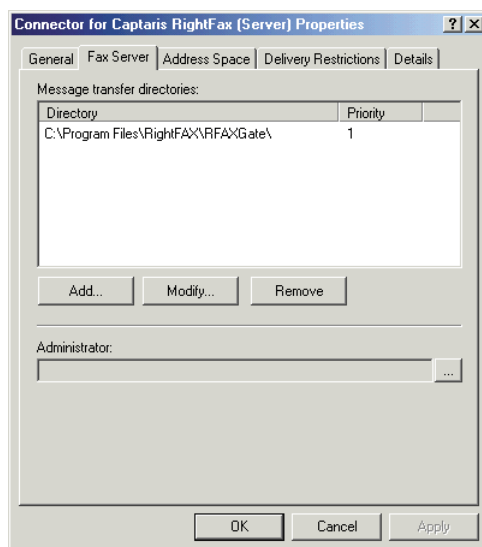 Connector for Captaris RightFax (Server) Properties
General Fax Server Address Space Delivery Restrictions Details
Message transfer directories:
Directory Priority
C:\Program Files\RightFAX\RFAXGate\ 1
Add... Modify... Remove
Administrator:
...
OK Cancel Apply